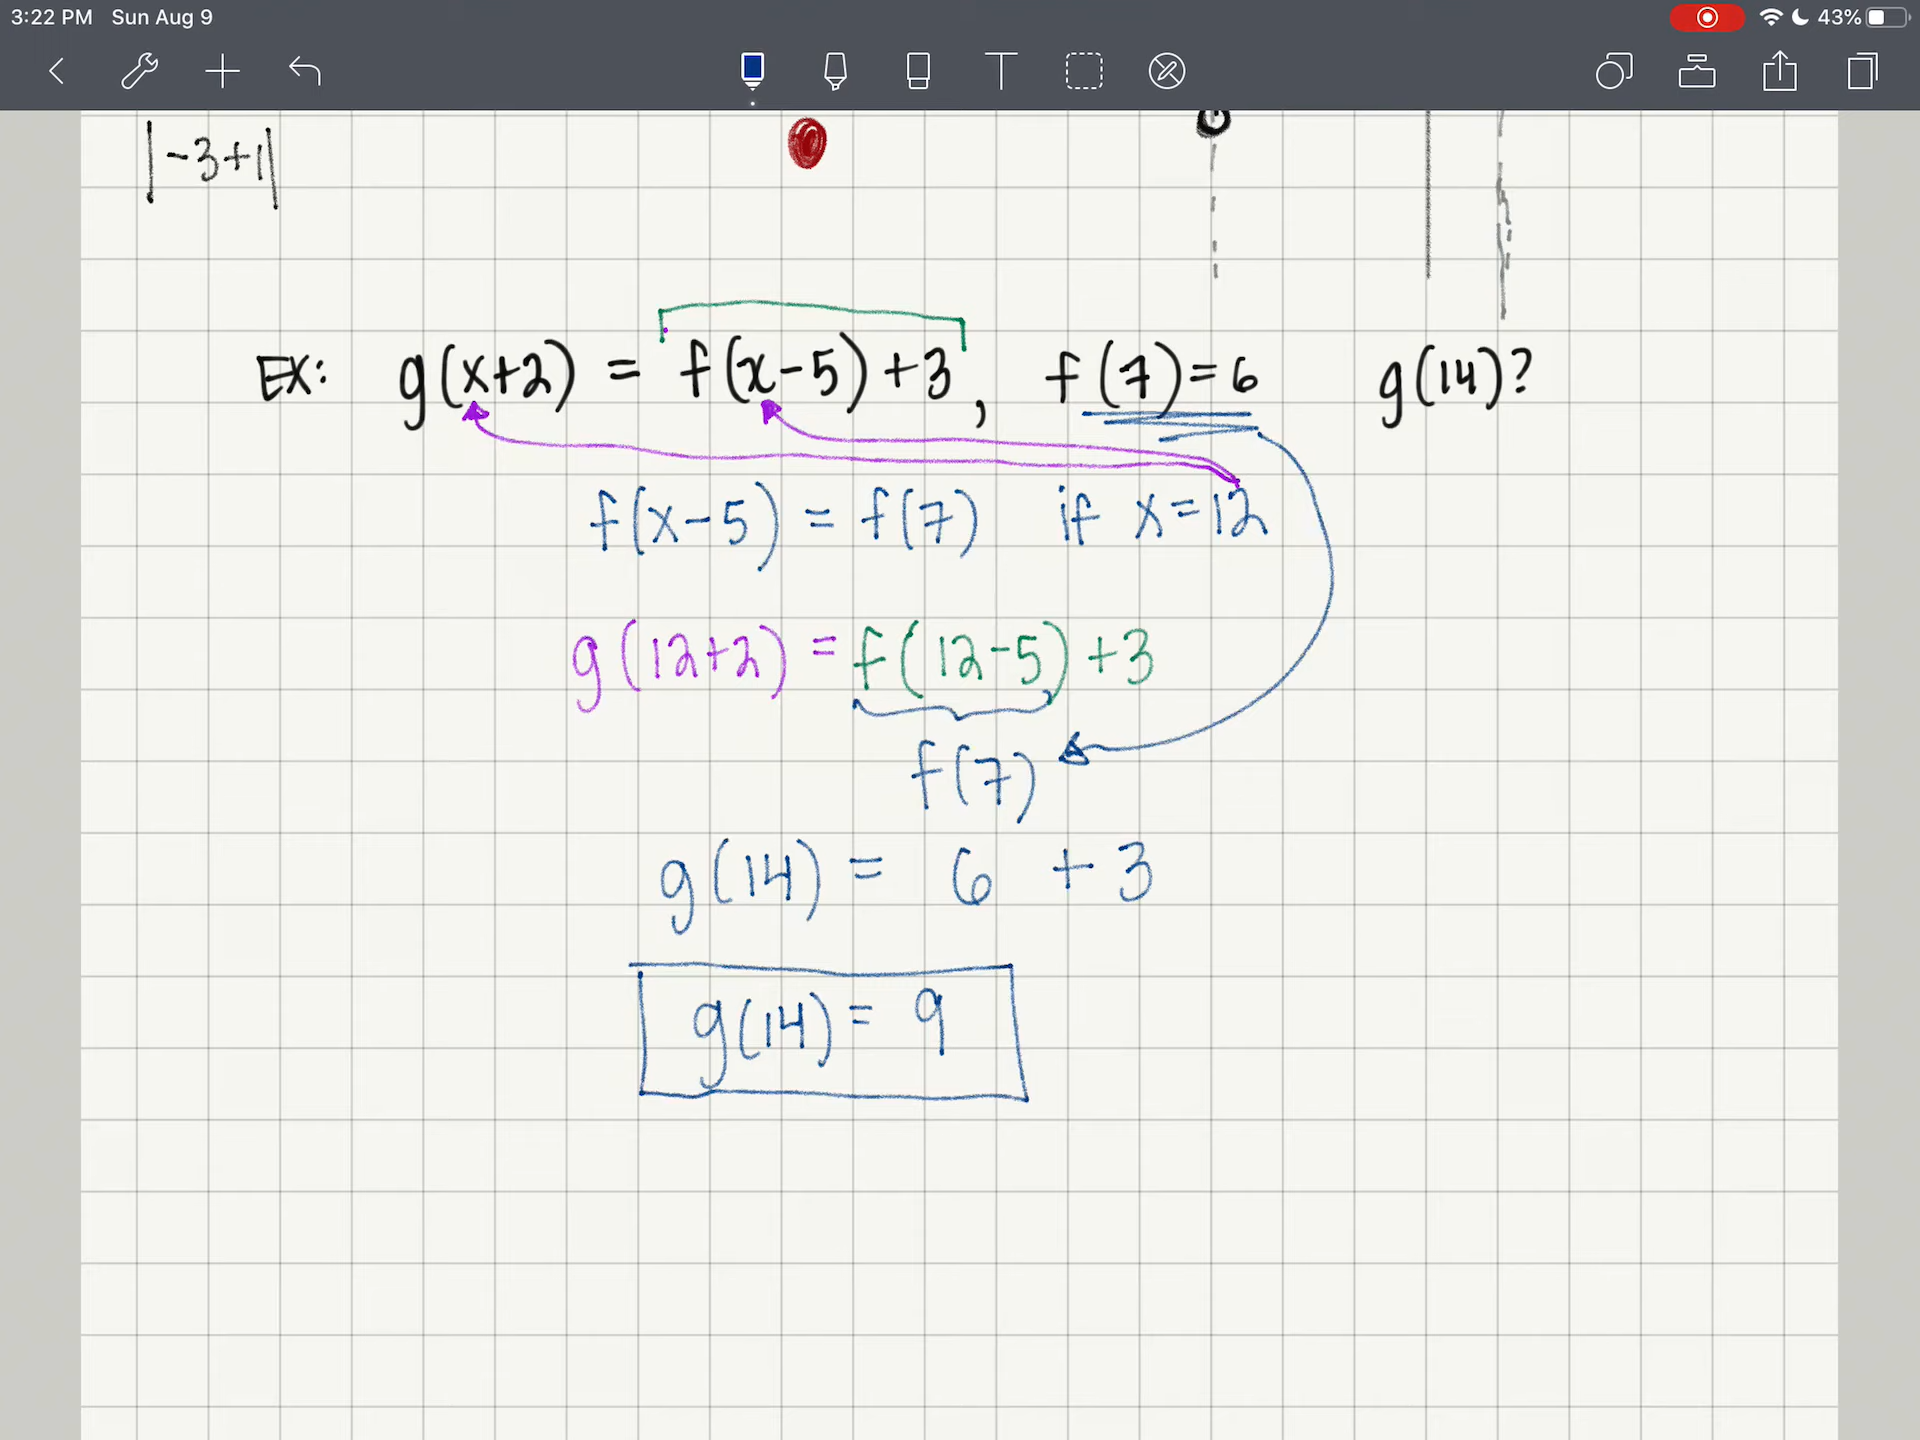 3:22 PM Sun Aug 9 43%
|-3+1|
EX: g(x+2) = f(x-5)+3, f(7)=6 g(14)?
f(x-5) = f(7) if x=12
g(12+2) = f(12-5)+3
f(7)
g(14) = 6 + 3
g(14) = 9